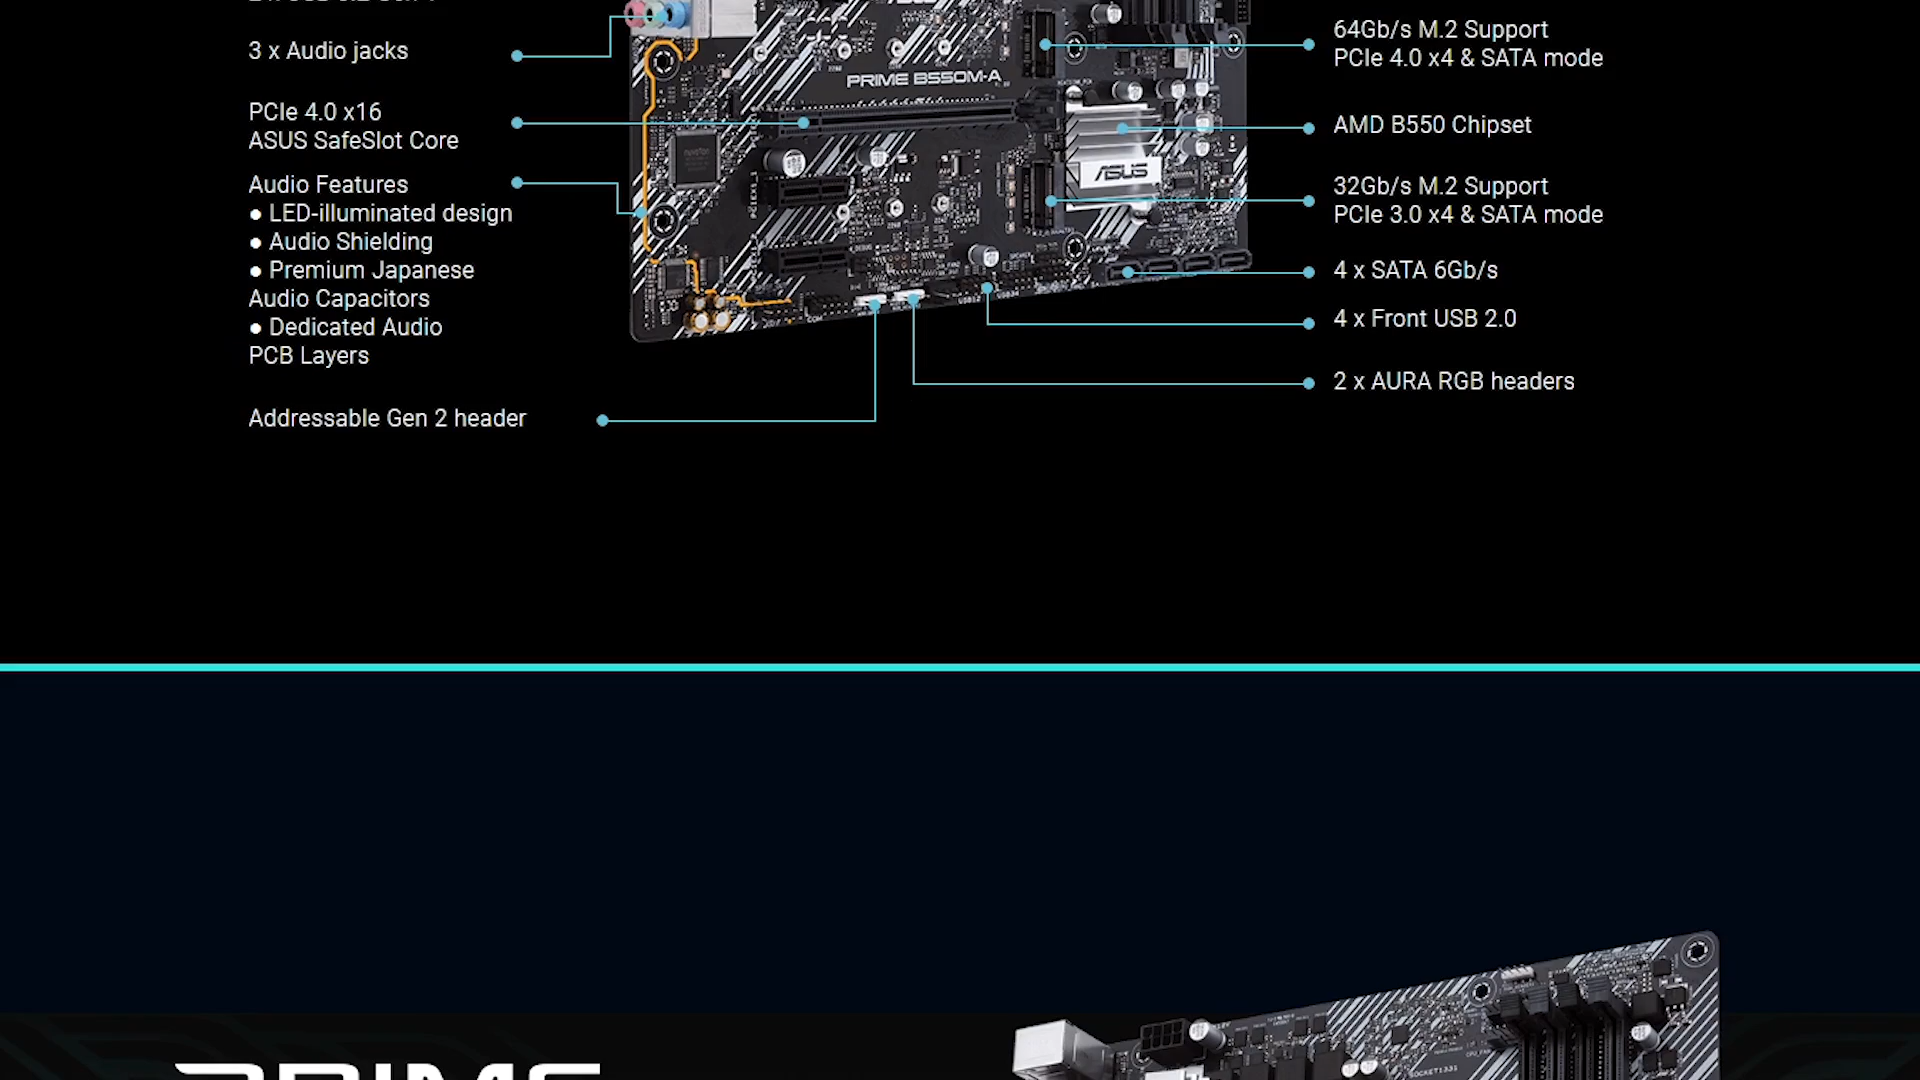 3 x Audio jacks
PCIe 4.0 x16
ASUS SafeSlot Core
Audio Features
● LED-illuminated design
● Audio Shielding
● Premium Japanese
Audio Capacitors
● Dedicated Audio
PCB Layers
Addressable Gen 2 header
PRIME B550M-A
ASUS
64Gb/s M.2 Support
PCIe 4.0 x4 & SATA mode
AMD B550 Chipset
32Gb/s M.2 Support
PCIe 3.0 x4 & SATA mode
4 x SATA 6Gb/s
4 x Front USB 2.0
2 x AURA RGB headers
PRIME